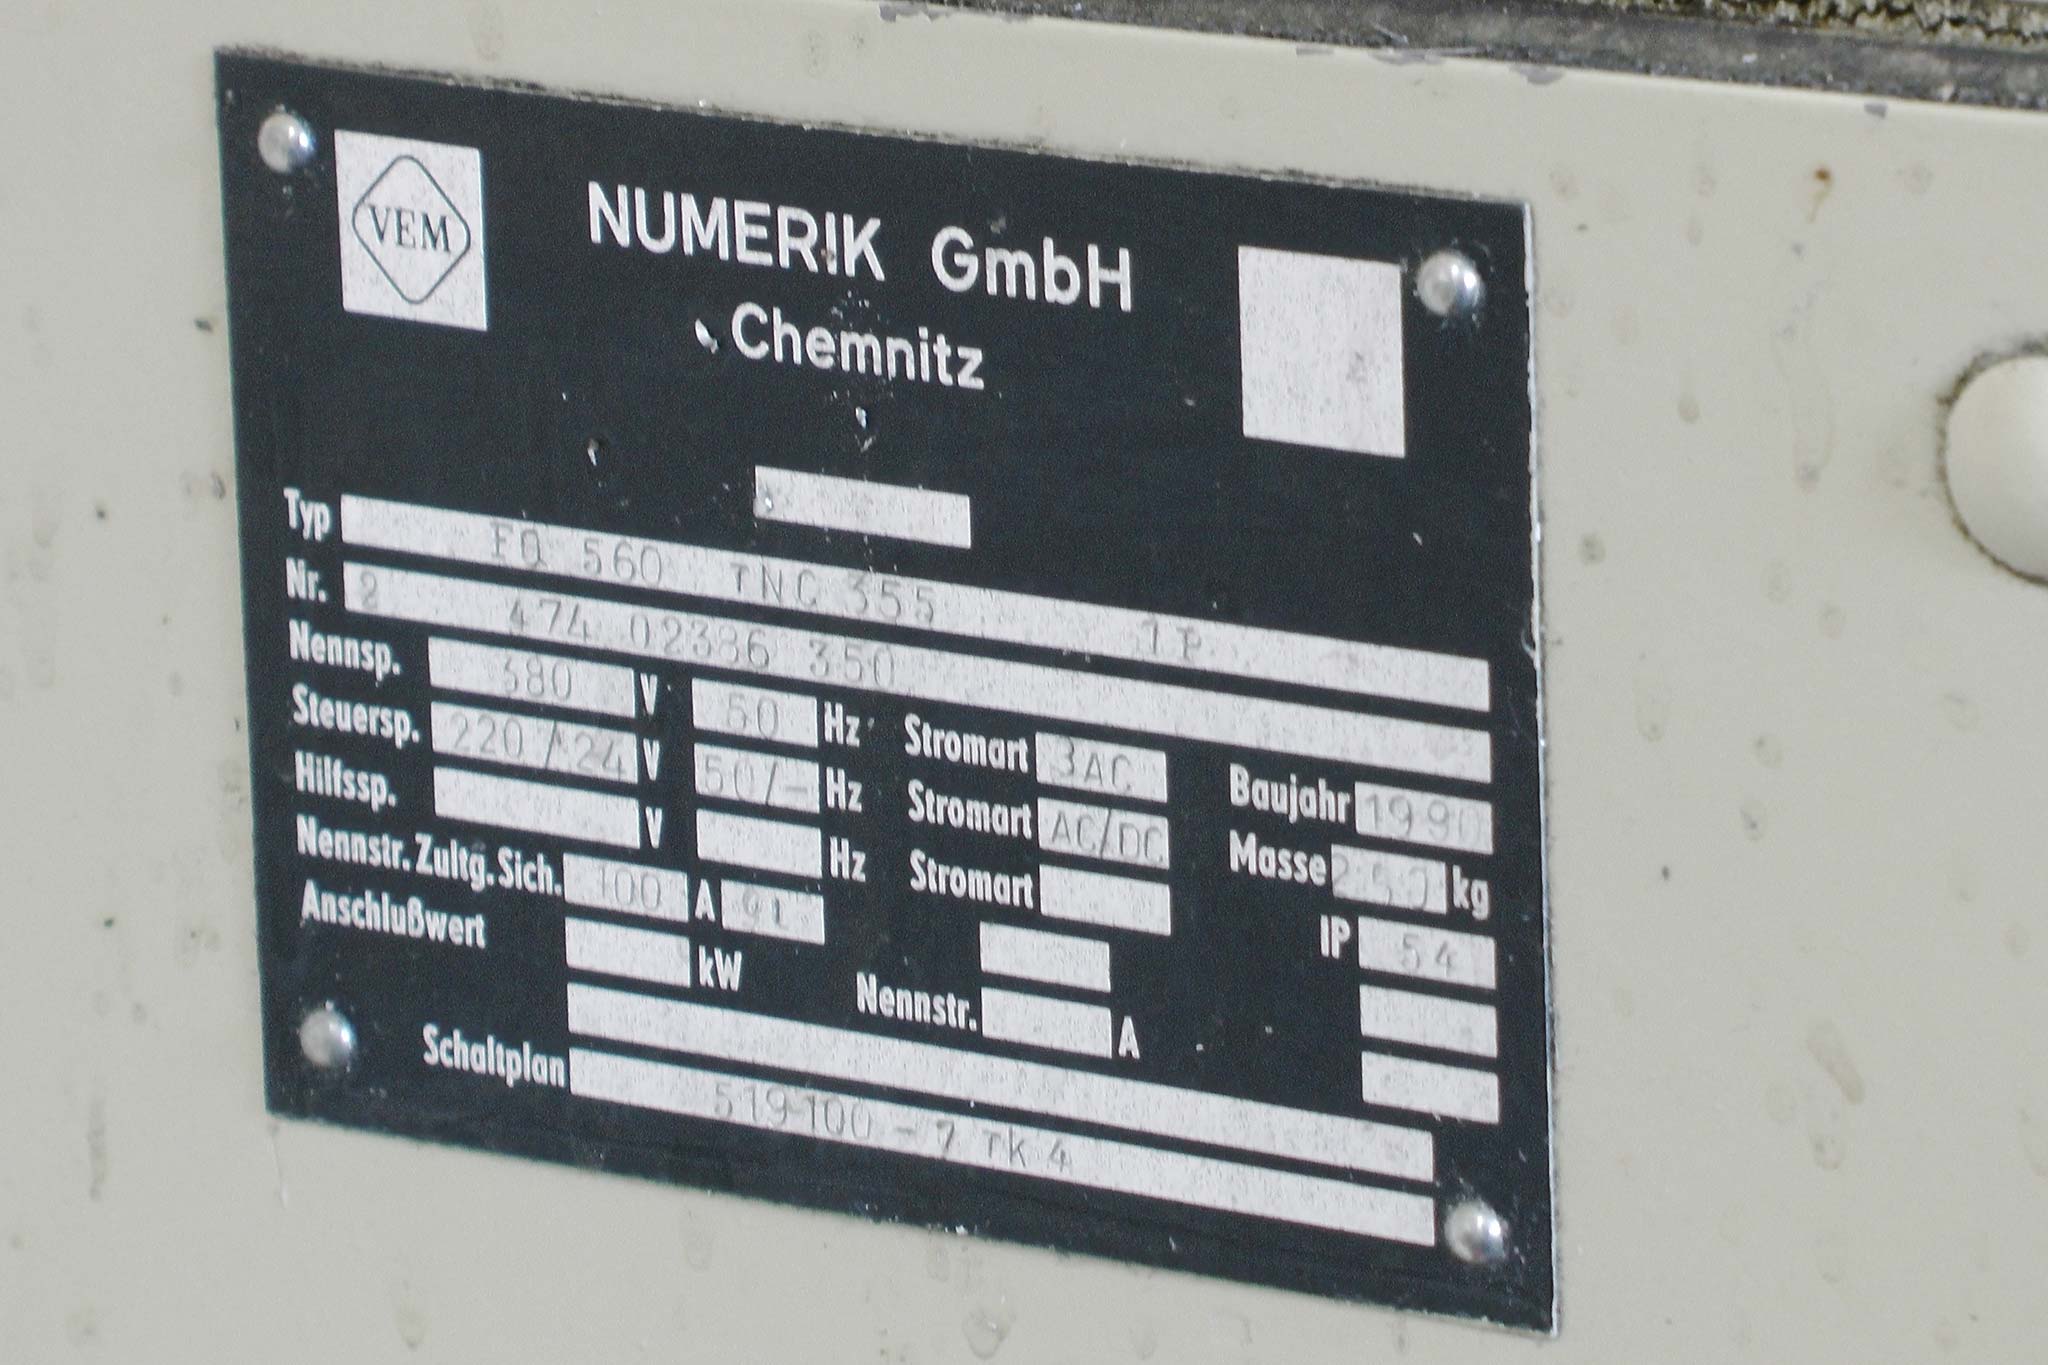 VEM
NUMERIK GmbH
Chemnitz
Typ FQ 560 TNC 355 1P
Nr. 2 474 02386 350
Nennsp. 380 V 50 Hz Stromart 3AC Baujahr 1990
Steuersp. 220/24 V 50/– Hz Stromart AC/DC Masse 250 kg
Hilfssp. V Hz Stromart IP 54
Nennstr. Zultg. Sich. 100 A gl
Anschlußwert kW Nennstr. A
Schaltplan 519100 – 7 TK 4